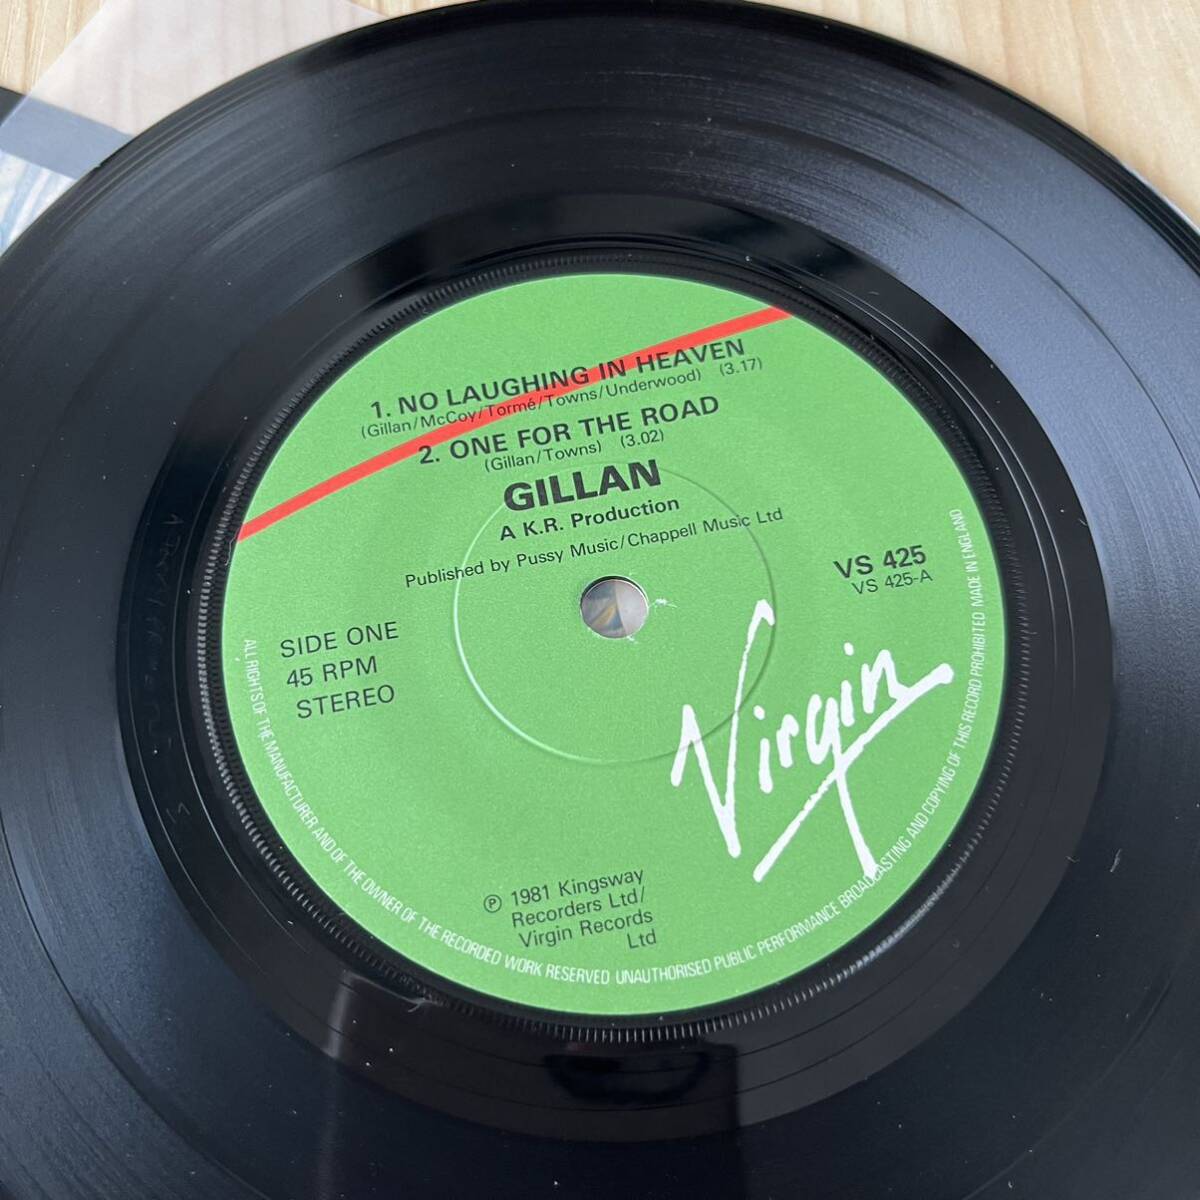 1. NO LAUGHING IN HEAVEN
(Gillan/McCoy/Tormé/Towns/Underwood) (3.17)
2. ONE FOR THE ROAD
(Gillan/Towns) (3.02)
GILLAN
A K.R. Production
Published by Pussy Music/Chappell Music Ltd
VS 425
VS 425-A
SIDE ONE
45 RPM
STEREO
Virgin
℗ 1981 Kingsway
Recorders Ltd/
Virgin Records
Ltd
ALL RIGHTS OF THE MANUFACTURER AND OF THE OWNER OF THE RECORDED WORK RESERVED UNAUTHORISED PUBLIC PERFORMANCE BROADCASTING AND COPYING OF THIS RECORD PROHIBITED MADE IN ENGLAND